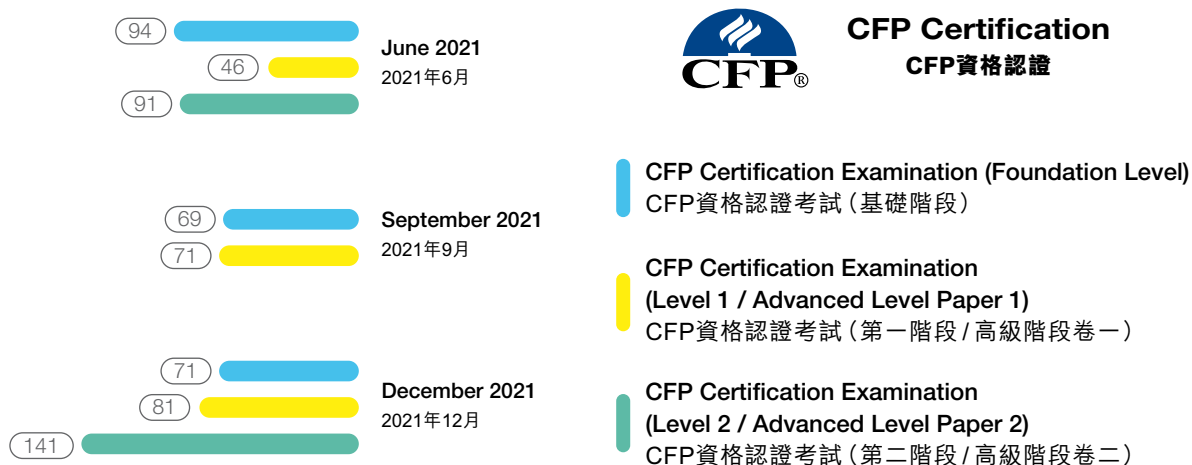 94
46
91
June 2021
2021年6月
69
71
September 2021
2021年9月
71
81
141
December 2021
2021年12月
CFP®
CFP Certification
CFP資格認證
CFP Certification Examination (Foundation Level)
CFP資格認證考試（基礎階段）
CFP Certification Examination
(Level 1 / Advanced Level Paper 1)
CFP資格認證考試（第一階段/高級階段卷一）
CFP Certification Examination
(Level 2 / Advanced Level Paper 2)
CFP資格認證考試（第二階段/高級階段卷二）